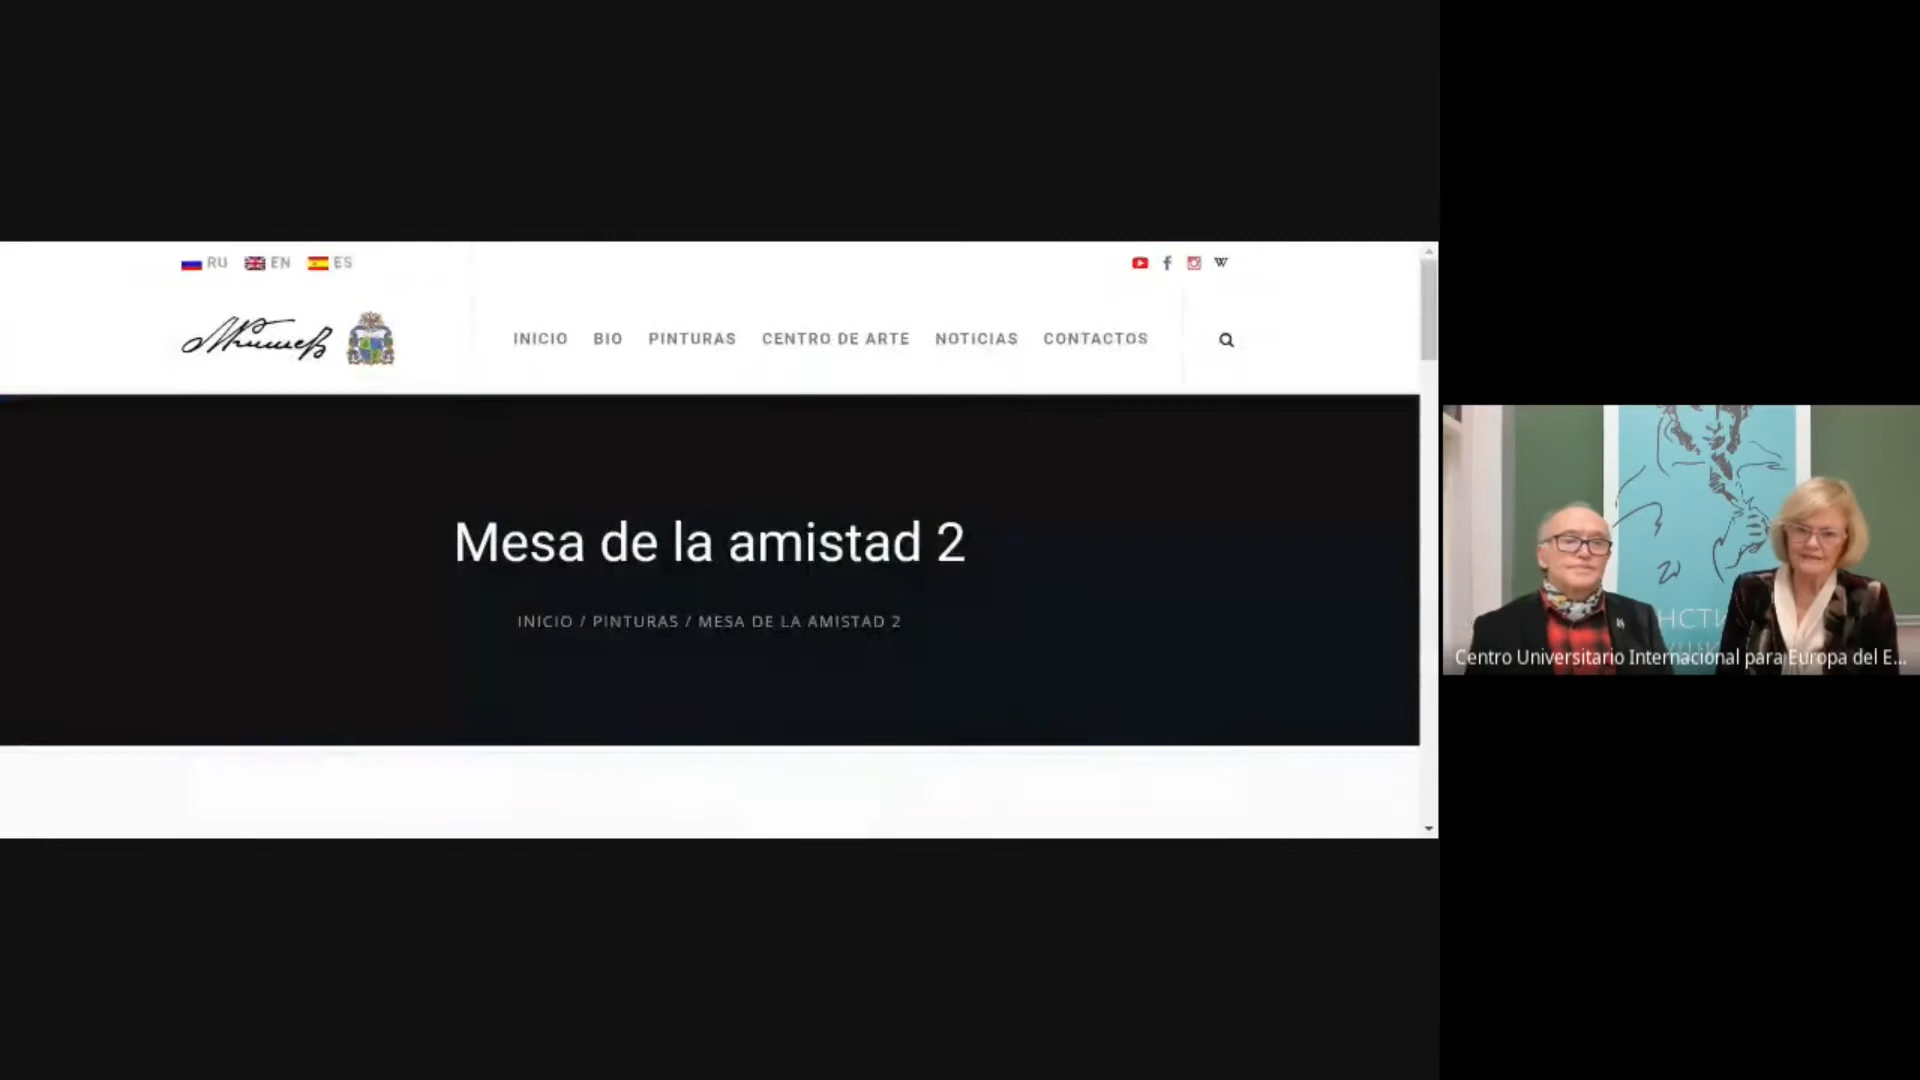 RU EN ES
INICIO BIO PINTURAS CENTRO DE ARTE NOTICIAS CONTACTOS
Mesa de la amistad 2
INICIO / PINTURAS / MESA DE LA AMISTAD 2
Centro Universitario Internacional para Europa del E...